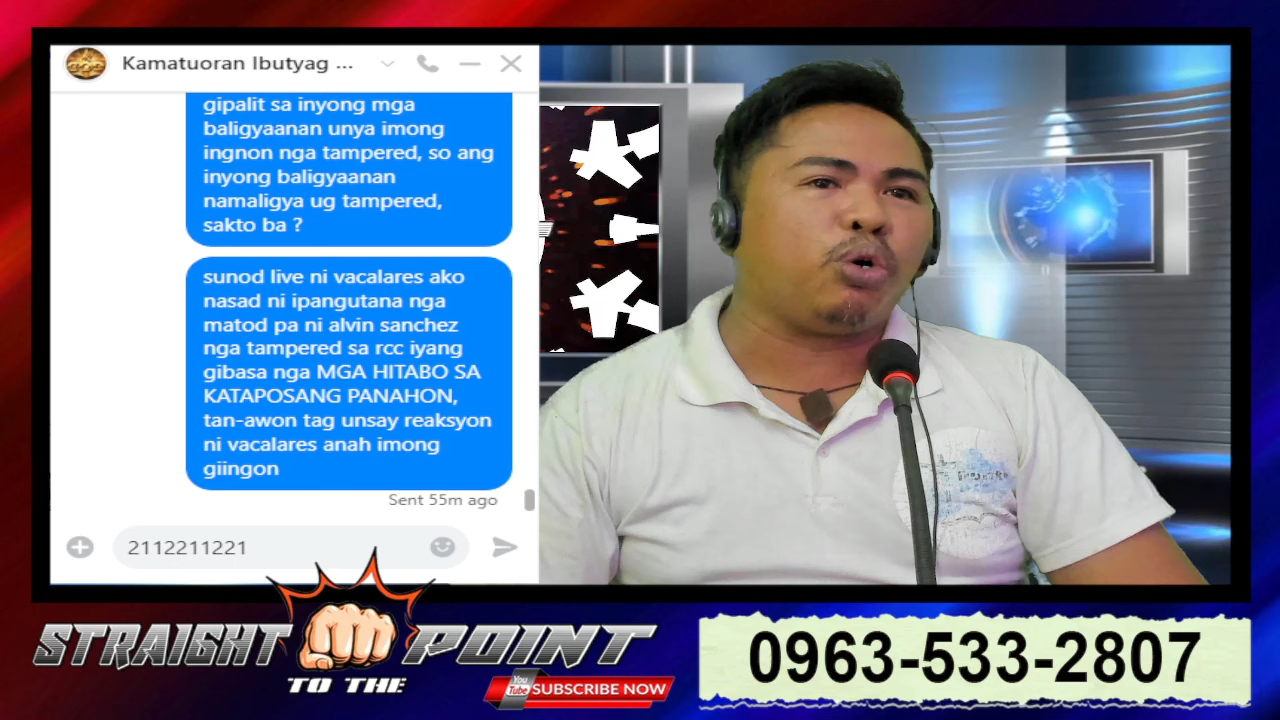 Kamatuoran Ibutyag ...
gipalit sa inyong mga
baligyaanan unya imong
ingnon nga tampered, so ang
inyong baligyaanan
namaligya ug tampered,
sakto ba ?
sunod live ni vacalares ako
nasad ni ipangutana nga
matod pa ni alvin sanchez
nga tampered sa rcc iyang
gibasa nga MGA HITABO SA
KATAPOSANG PANAHON,
tan-awon tag unsay reaksyon
ni vacalares anah imong
giingon
Sent 55m ago
2112211221
STRAIGHT POINT
TO THE
You
Tube SUBSCRIBE NOW
0963-533-2807